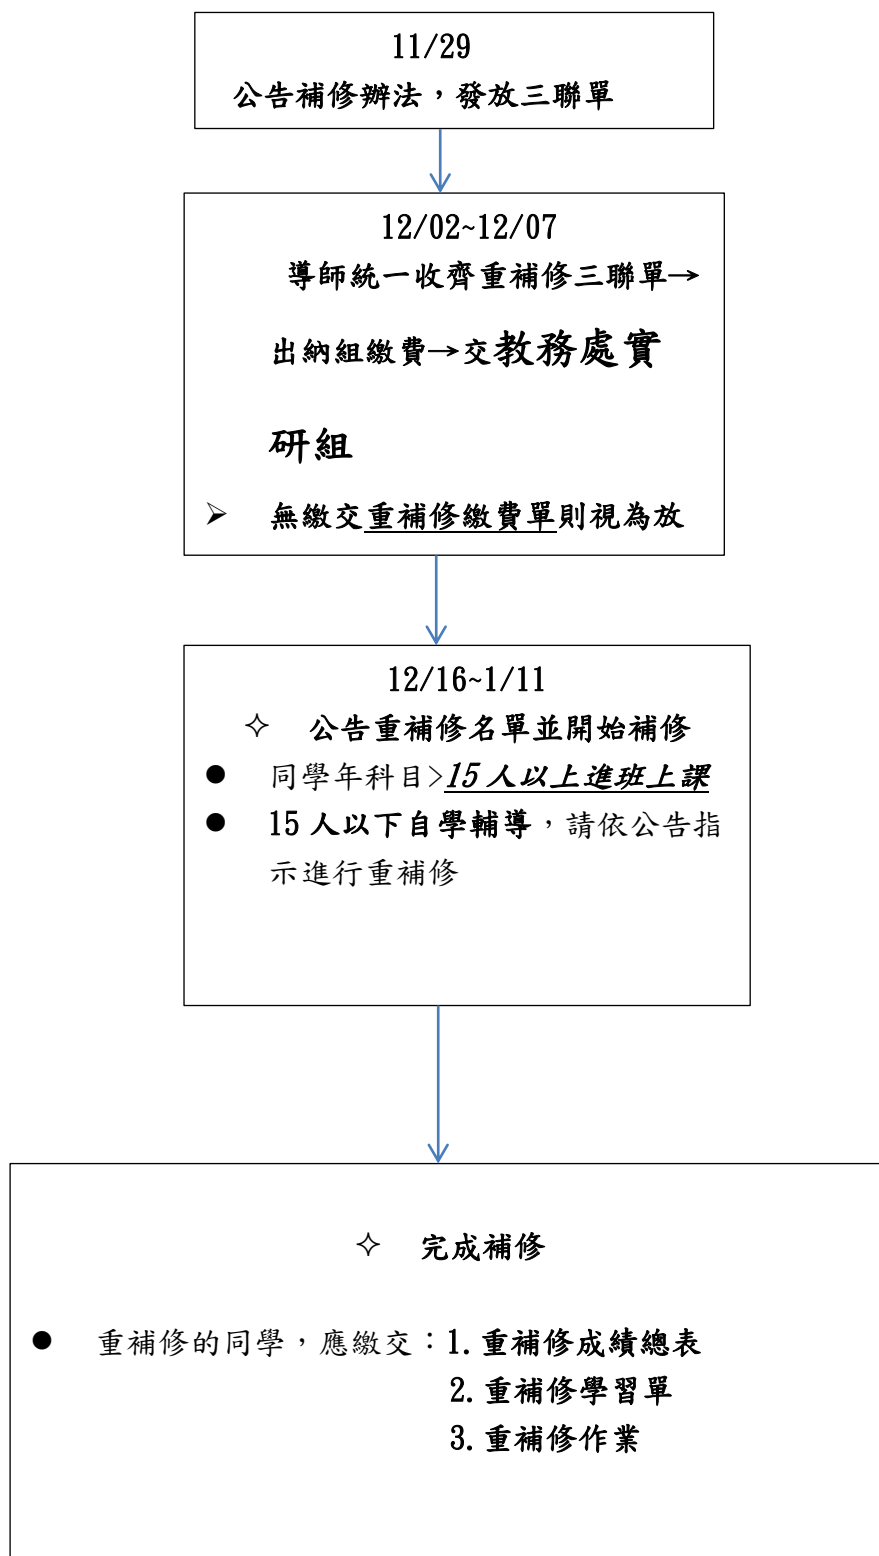 11/29
公告補修辦法，發放三聯單
12/02~12/07
導師統一收齊重補修三聯單→
出納組繳費→交教務處實
研組
➢ 無繳交重補修繳費單則視為放
12/16~1/11
✧ 公告重補修名單並開始補修
● 同學年科目>15人以上進班上課
● 15人以下自學輔導，請依公告指
示進行重補修
✧ 完成補修
● 重補修的同學，應繳交：1.重補修成績總表
2.重補修學習單
3.重補修作業